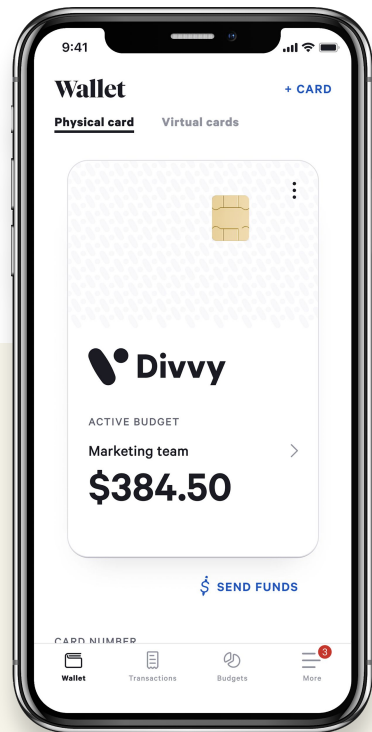 9:41
Wallet
+ CARD
Physical card Virtual cards
Divvy
ACTIVE BUDGET
Marketing team
$384.50
SEND FUNDS
CARD NUMBER
3
Wallet Transactions Budgets More